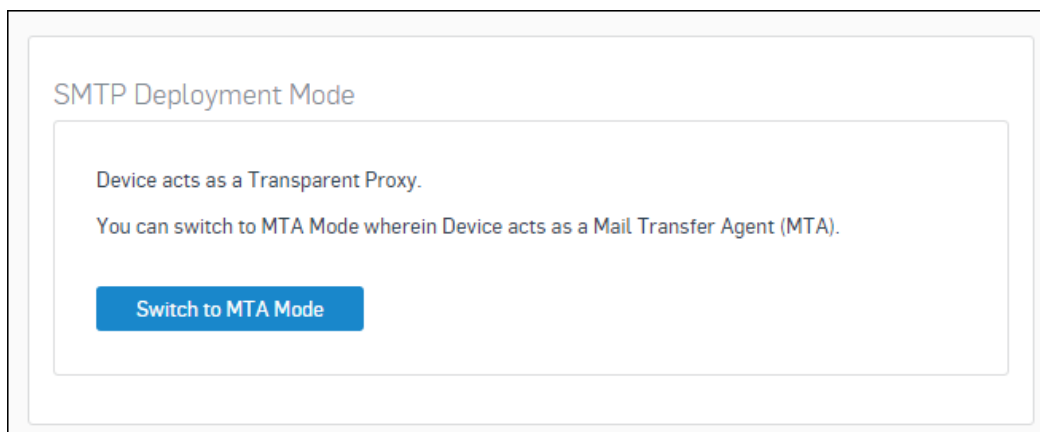 SMTP Deployment Mode
Device acts as a Transparent Proxy.
You can switch to MTA Mode wherein Device acts as a Mail Transfer Agent (MTA).
Switch to MTA Mode